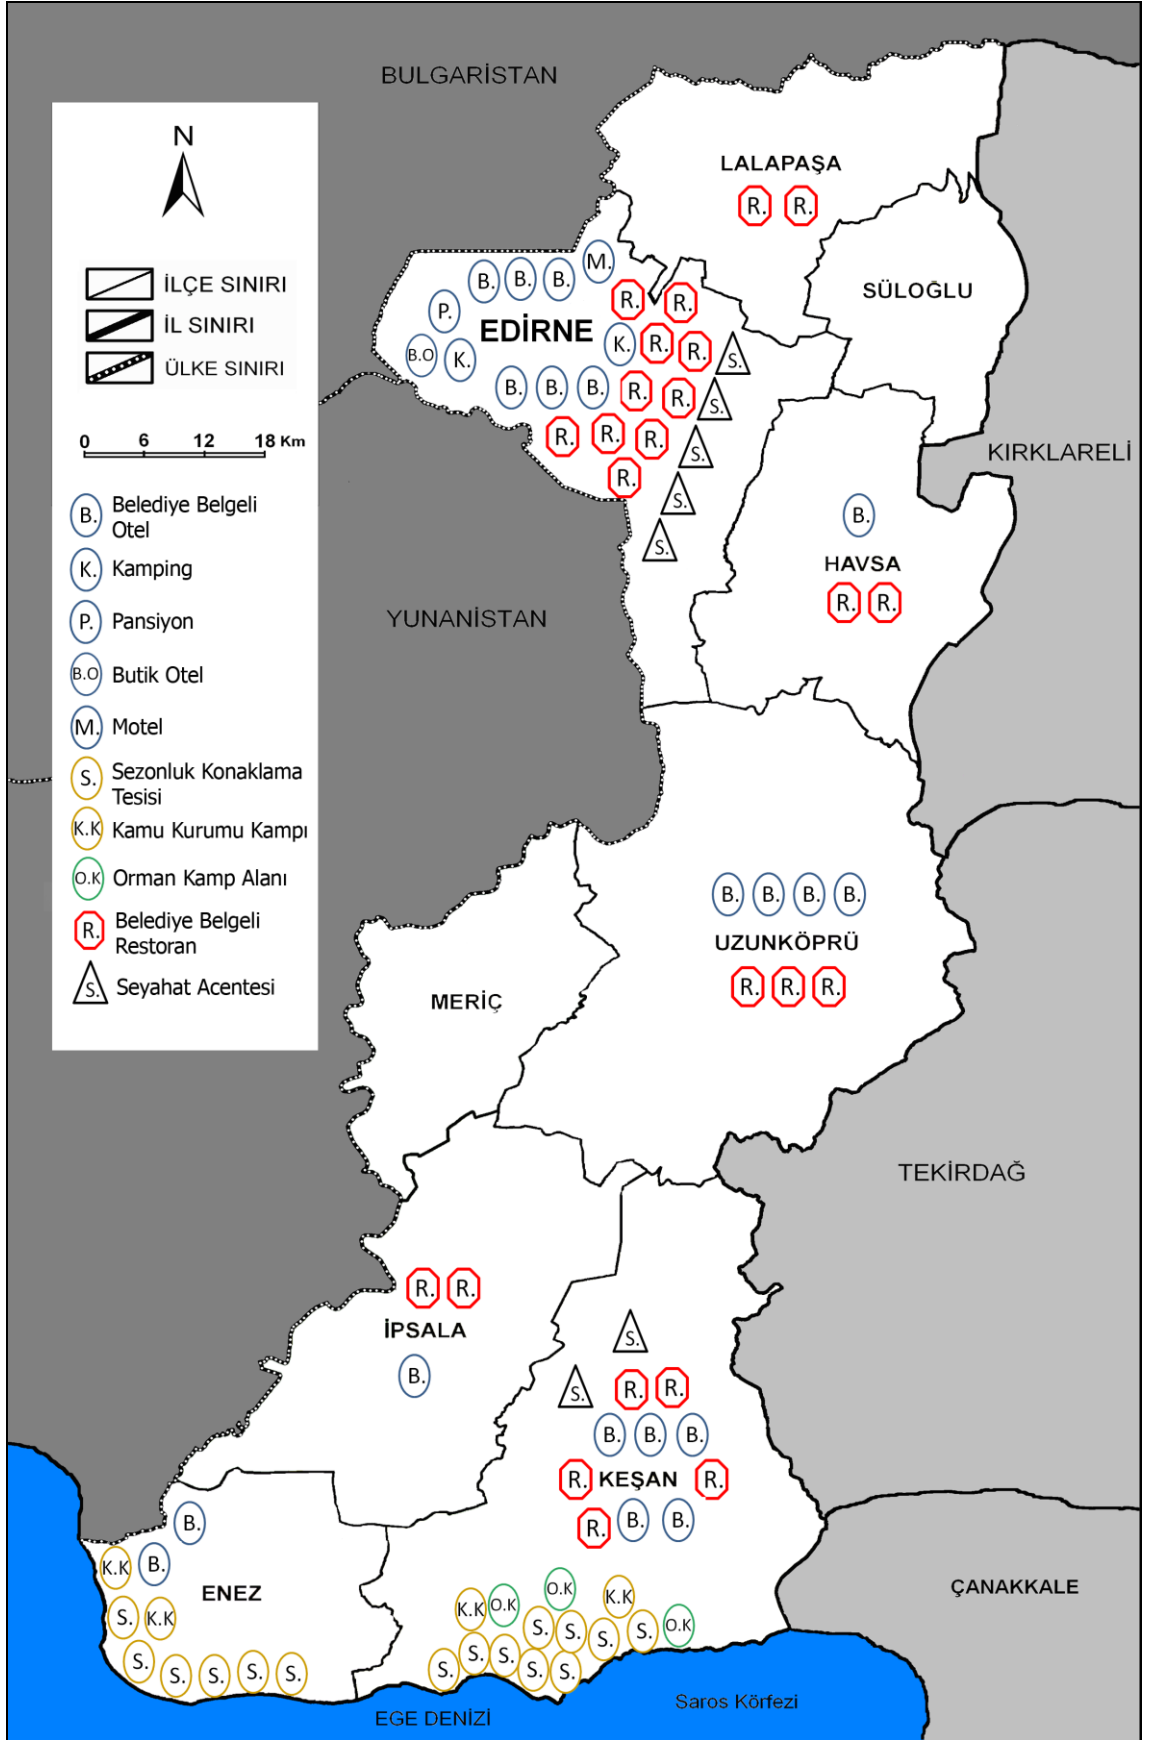 BULGARİSTAN
N
İLÇE SINIRI
İL SINIRI
ÜLKE SINIRI
0 6 12 18 Km
B. Belediye Belgeli
Otel
K. Kamping
P. Pansiyon
B.O Butik Otel
M. Motel
S. Sezonluk Konaklama
Tesisi
K.K Kamu Kurumu Kampı
O.K Orman Kamp Alanı
R. Belediye Belgeli
Restoran
S. Seyahat Acentesi
LALAPAŞA
R. R.
SÜLOĞLU
M.
B. B. B.
R. R.
P.
EDİRNE
K. R. R. S.
B.O K.
B. B. B. R. R. S.
R. R. R. S.
R. S.
S.
KIRKLARELİ
B.
HAVSA
R. R.
YUNANİSTAN
B. B. B. B.
UZUNKÖPRÜ
R. R. R.
MERİÇ
TEKİRDAĞ
R. R.
İPSALA
B.
S.
S. R. R.
B. B. B.
R. KEŞAN R.
R. B. B.
B.
K.K B.
ENEZ
S. K.K
S. S. S. S. S.
K.K O.K O.K K.K
S. S. S. S. O.K
S. S. S. S. S.
ÇANAKKALE
EGE DENİZİ
Saros Körfezi